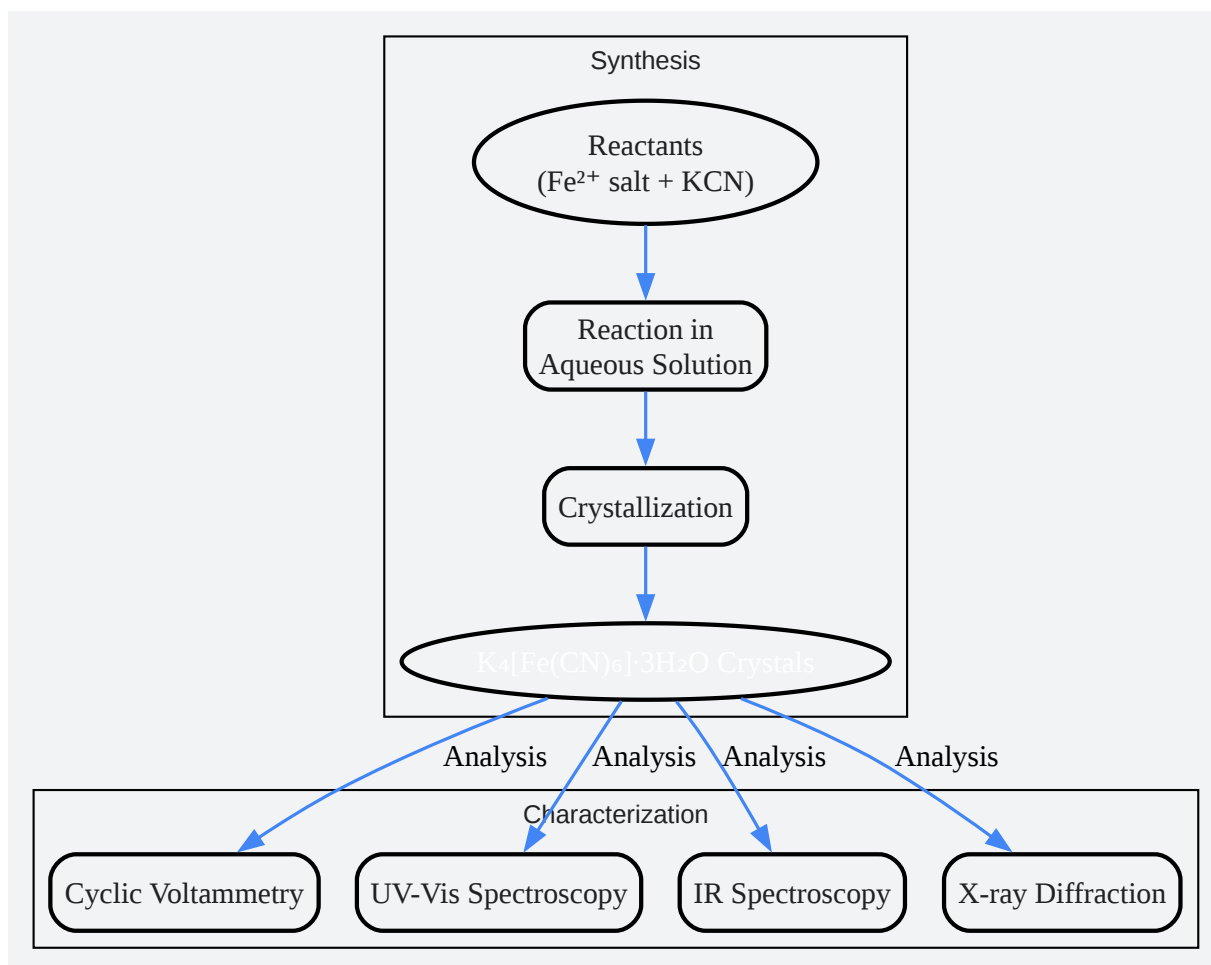 Synthesis
Reactants
(Fe²⁺ salt + KCN)
Reaction in
Aqueous Solution
Crystallization
K₄[Fe(CN)₆]·3H₂O Crystals
Analysis
Analysis
Analysis
Analysis
Characterization
Cyclic Voltammetry
UV-Vis Spectroscopy
IR Spectroscopy
X-ray Diffraction